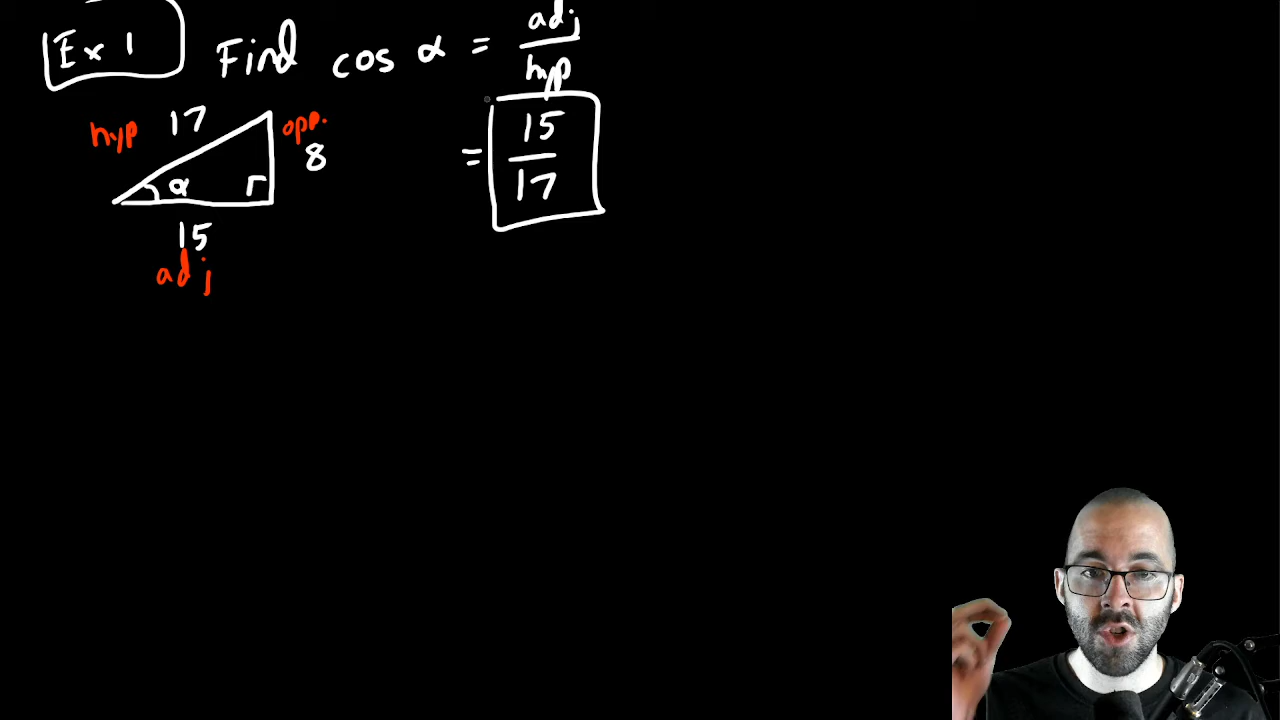 Ex 1 Find cos α = adj/hyp
hyp 17 opp.
8
α
= 15/17
15
adj